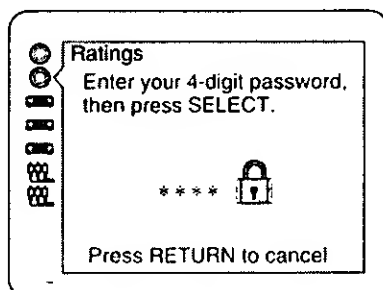 Ratings
Enter your 4-digit password,
then press SELECT.
****
Press RETURN to cancel